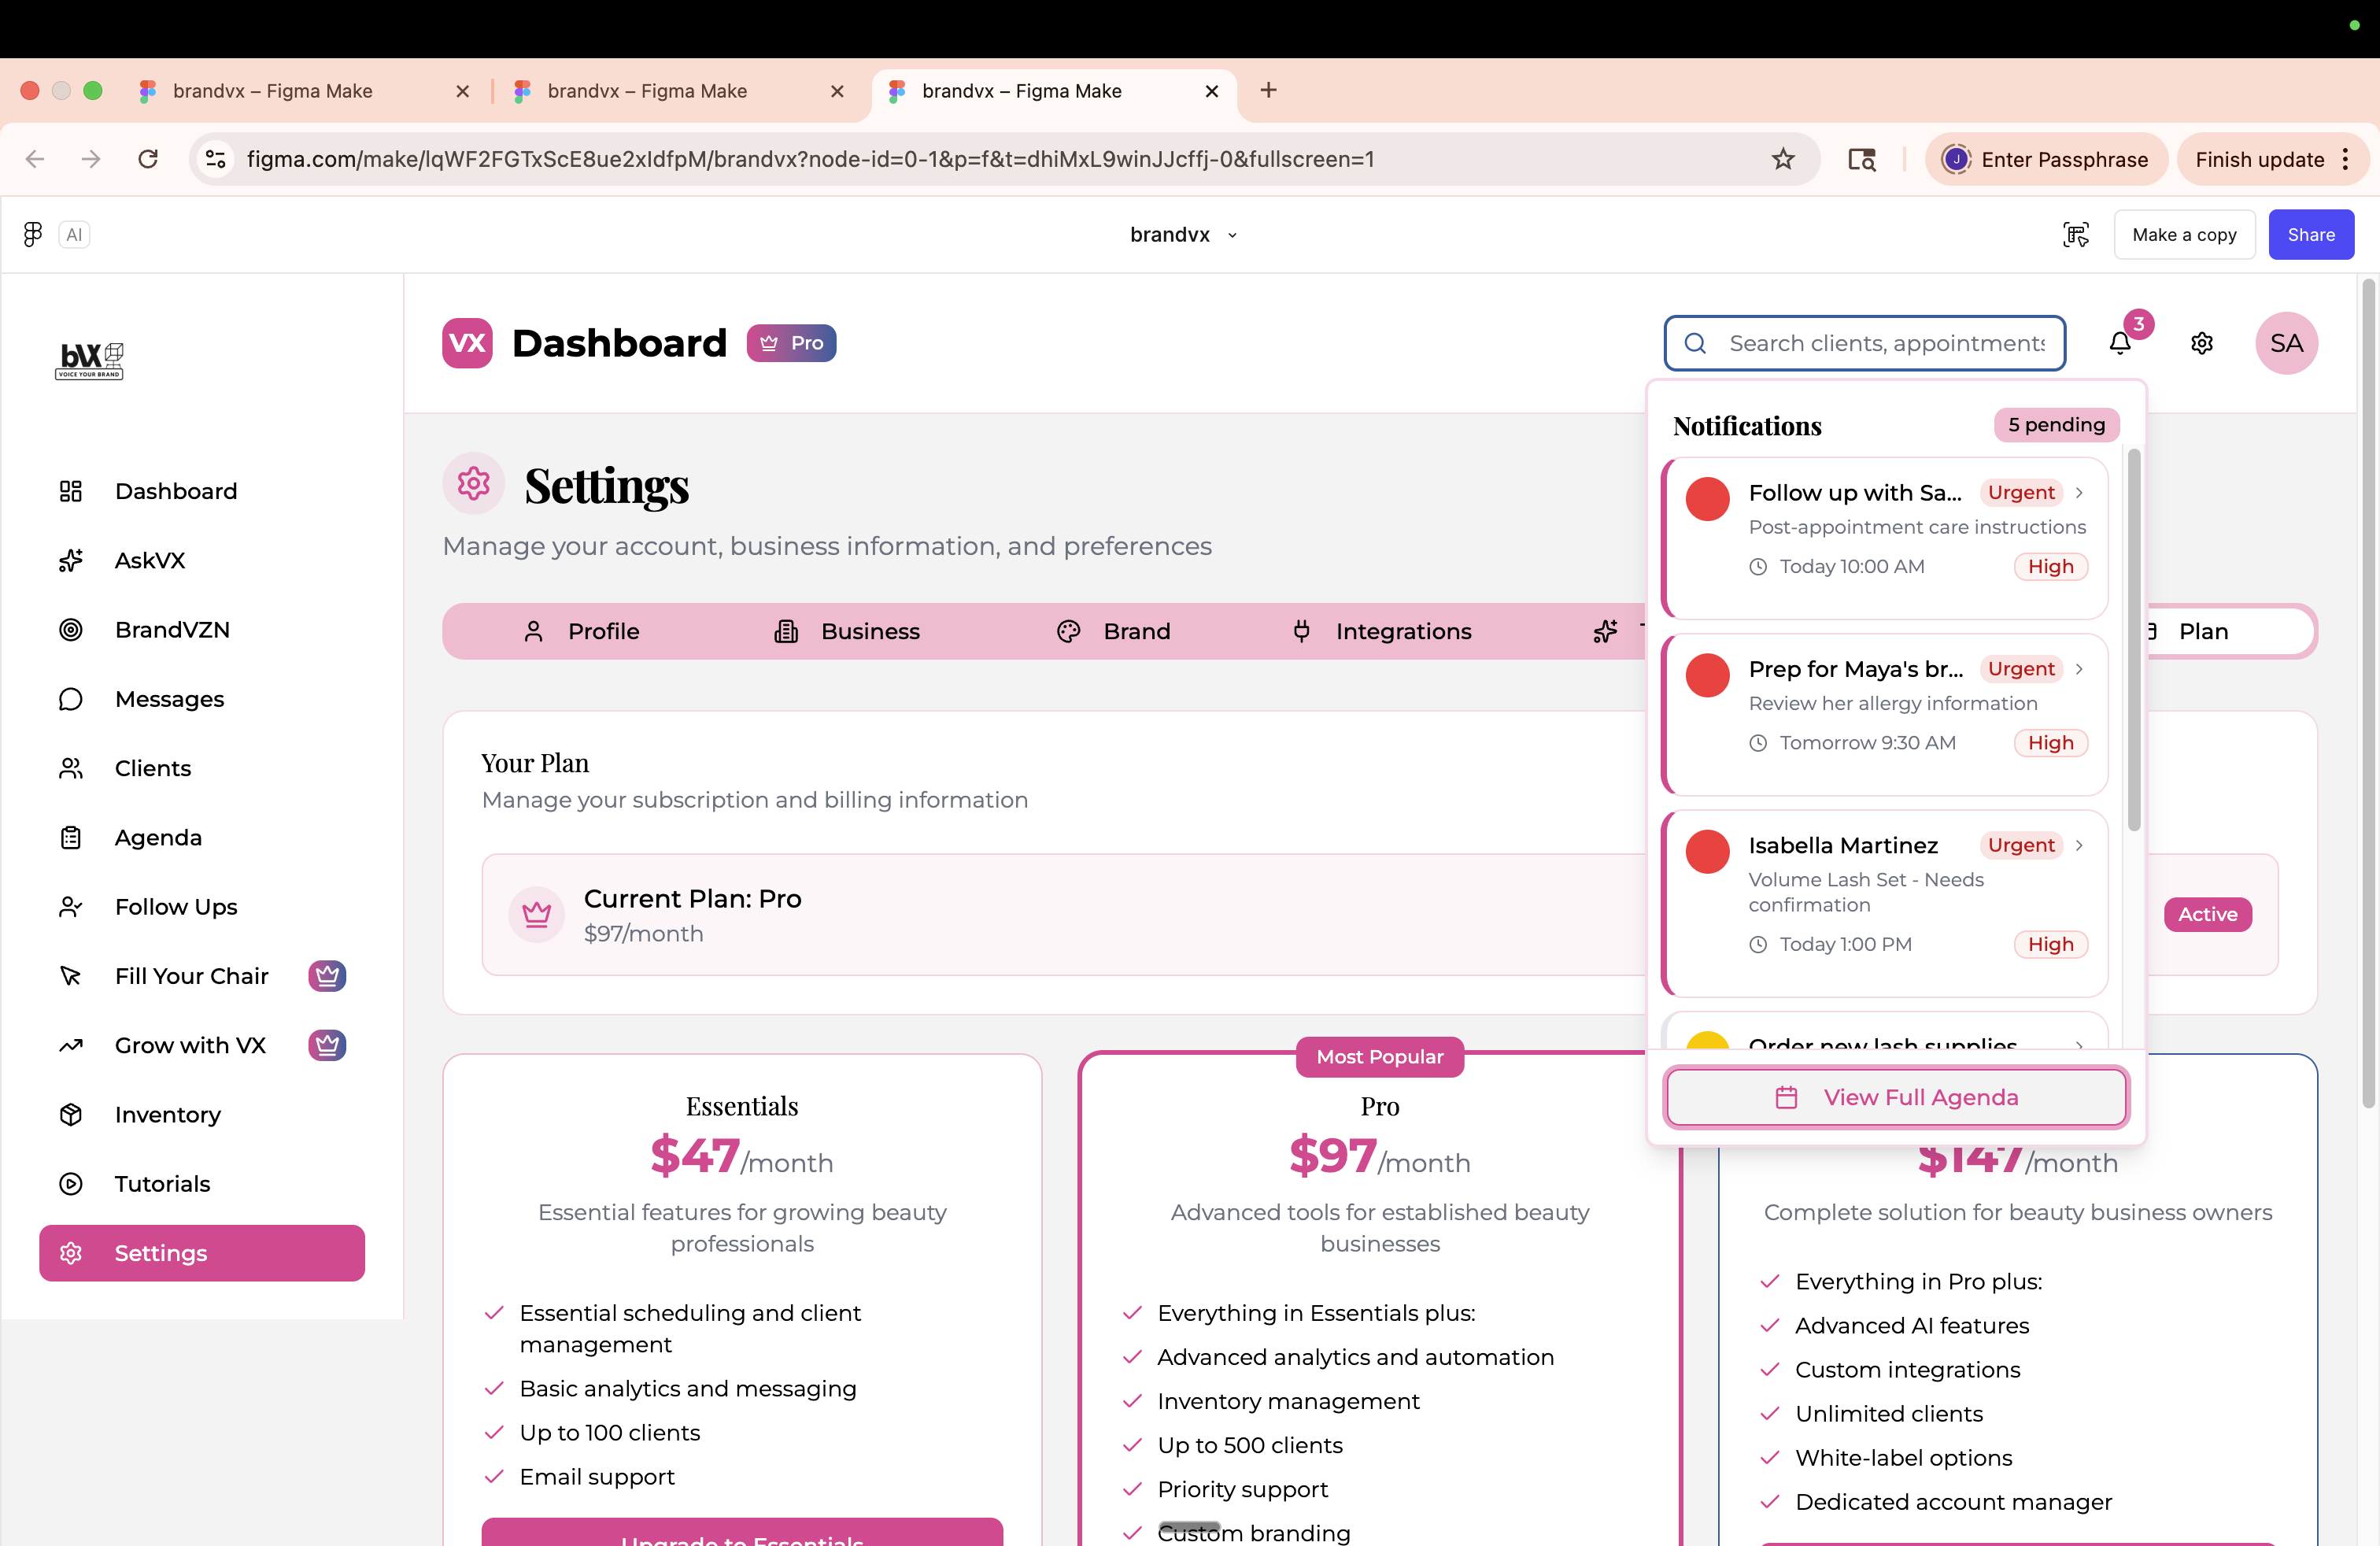 brandvx – Figma Make
brandvx – Figma Make
brandvx – Figma Make
figma.com/make/lqWF2FGTxScE8ue2xIdfpM/brandvx?node-id=0-1&p=f&t=dhiMxL9winJJcffj-0&fullscreen=1
J
Enter Passphrase
Finish update
AI
brandvx
Make a copy
Share
bVX
VOICE YOUR BRAND
Dashboard
AskVX
BrandVZN
Messages
Clients
Agenda
Follow Ups
Fill Your Chair
Grow with VX
Inventory
Tutorials
Settings
VX
Dashboard
Pro
Search clients, appointments
3
SA
Settings
Manage your account, business information, and preferences
Profile
Business
Brand
Integrations
Plan
Your Plan
Manage your subscription and billing information
Current Plan: Pro
$97/month
Active
Notifications
5 pending
Follow up with Sa...
Urgent
Post-appointment care instructions
Today 10:00 AM
High
Prep for Maya's br...
Urgent
Review her allergy information
Tomorrow 9:30 AM
High
Isabella Martinez
Urgent
Volume Lash Set - Needs
confirmation
Today 1:00 PM
High
Order new lash supplies
View Full Agenda
Essentials
$47/month
Essential features for growing beauty
professionals
Essential scheduling and client
management
Basic analytics and messaging
Up to 100 clients
Email support
Upgrade to Essentials
Most Popular
Pro
$97/month
Advanced tools for established beauty
businesses
Everything in Essentials plus:
Advanced analytics and automation
Inventory management
Up to 500 clients
Priority support
Custom branding
$147/month
Complete solution for beauty business owners
Everything in Pro plus:
Advanced AI features
Custom integrations
Unlimited clients
White-label options
Dedicated account manager